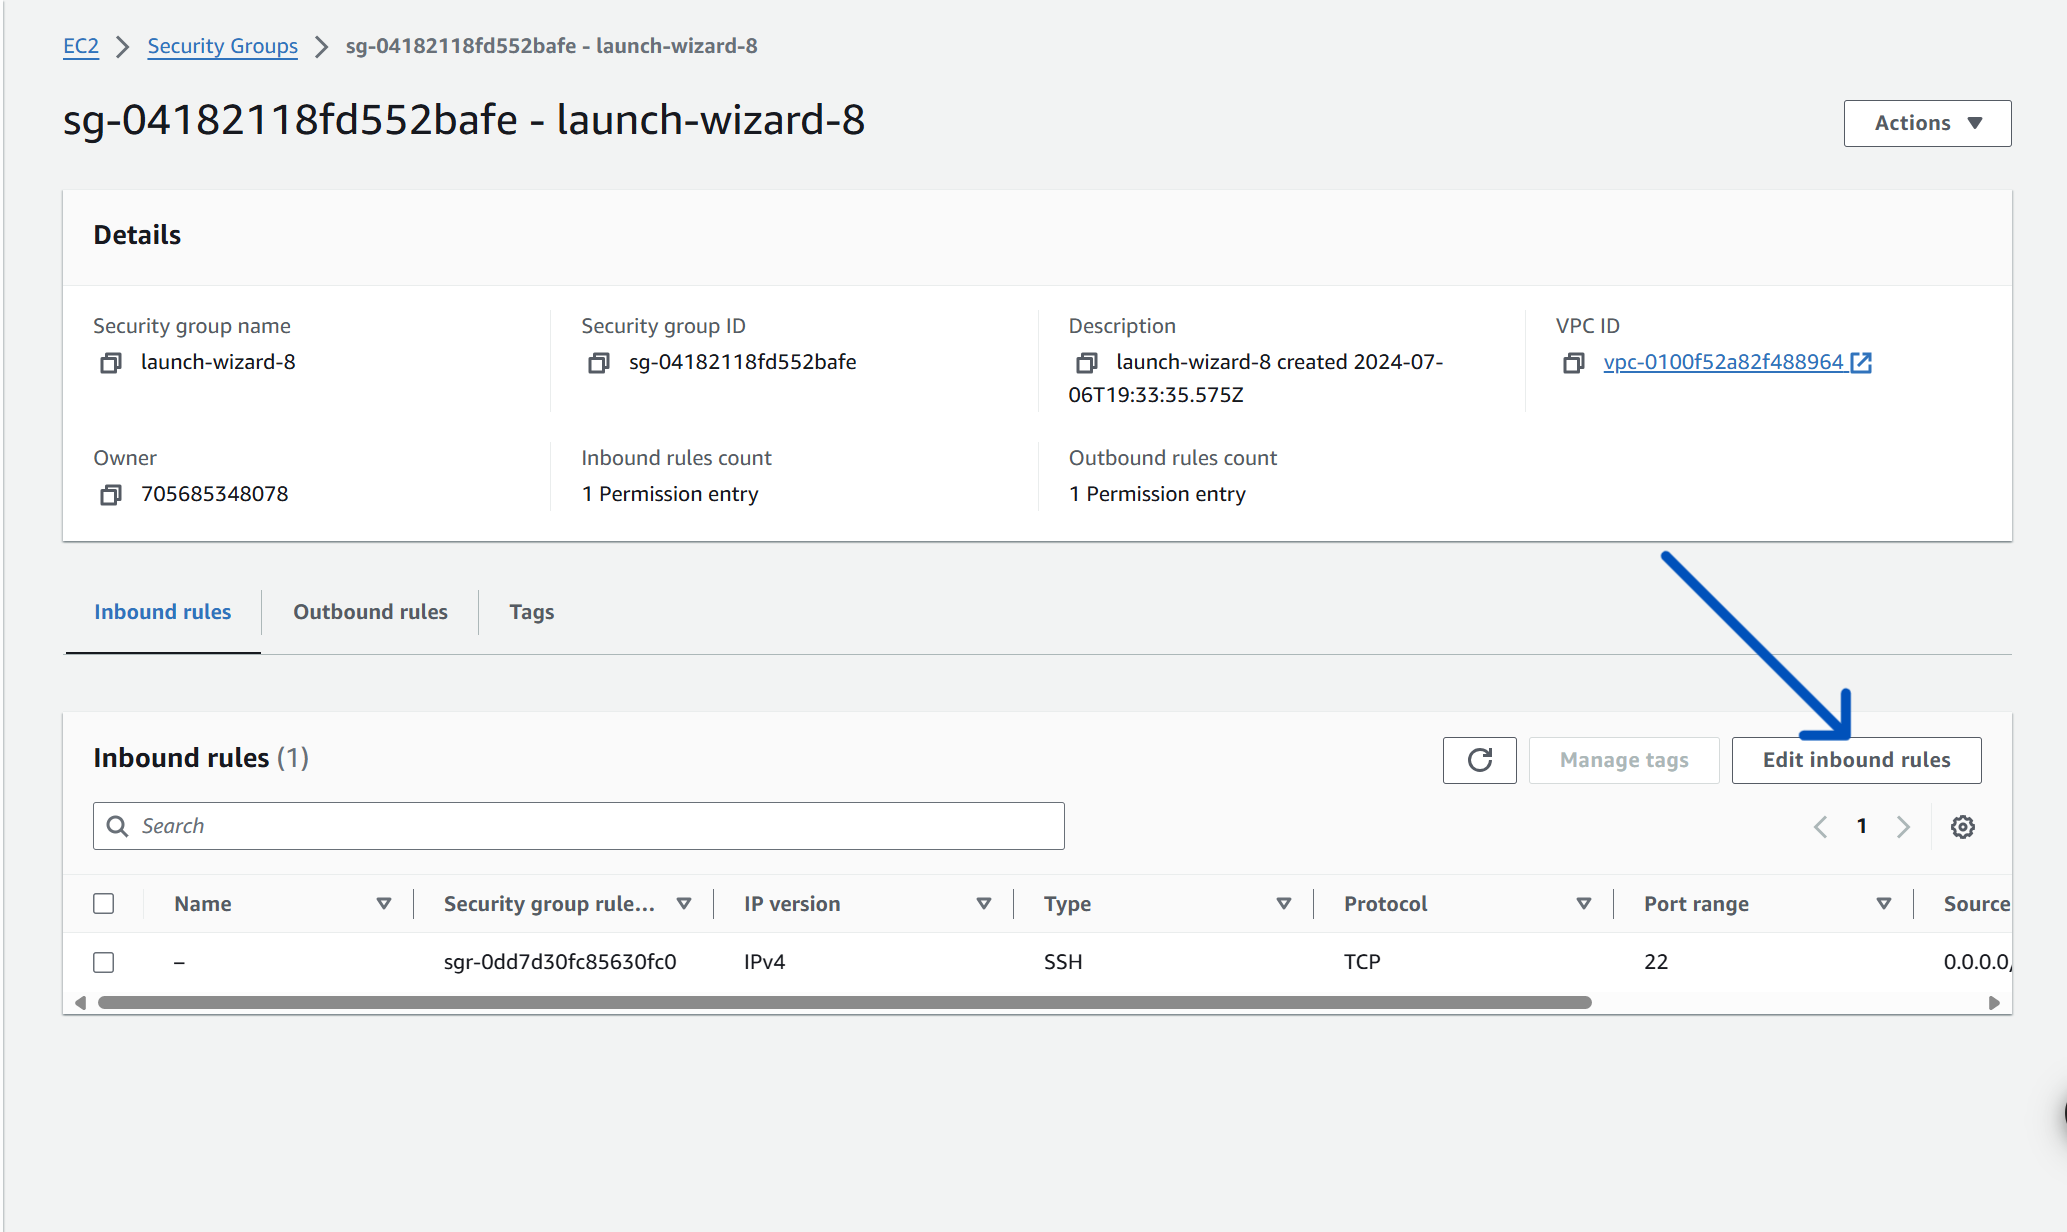 EC2 > Security Groups > sg-04182118fd552bafe - launch-wizard-8
sg-04182118fd552bafe - launch-wizard-8
Actions
Details
Security group name
launch-wizard-8
Security group ID
sg-04182118fd552bafe
Description
launch-wizard-8 created 2024-07-
06T19:33:35.575Z
VPC ID
vpc-0100f52a82f488964
Owner
705685348078
Inbound rules count
1 Permission entry
Outbound rules count
1 Permission entry
Inbound rules Outbound rules Tags
Inbound rules (1)
Manage tags Edit inbound rules
Search
1
Name Security group rule... IP version Type Protocol Port range Source
– sgr-0dd7d30fc85630fc0 IPv4 SSH TCP 22 0.0.0.0/